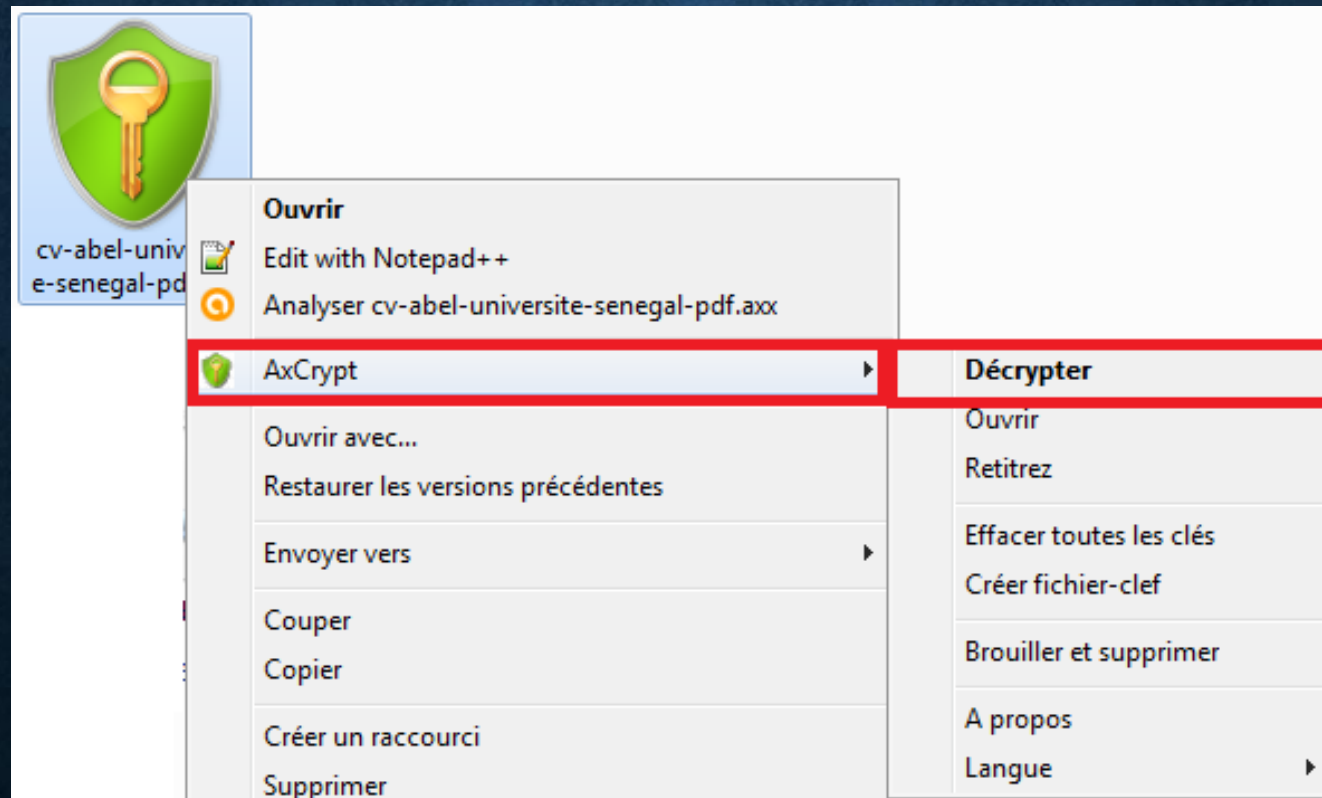 cv-abel-univ
e-senegal-pd
Ouvrir
Edit with Notepad++
Analyser cv-abel-universite-senegal-pdf.axx
AxCrypt
Ouvrir avec...
Restaurer les versions précédentes
Envoyer vers
Couper
Copier
Créer un raccourci
Supprimer
Décrypter
Ouvrir
Retitrez
Effacer toutes les clés
Créer fichier-clef
Brouiller et supprimer
A propos
Langue